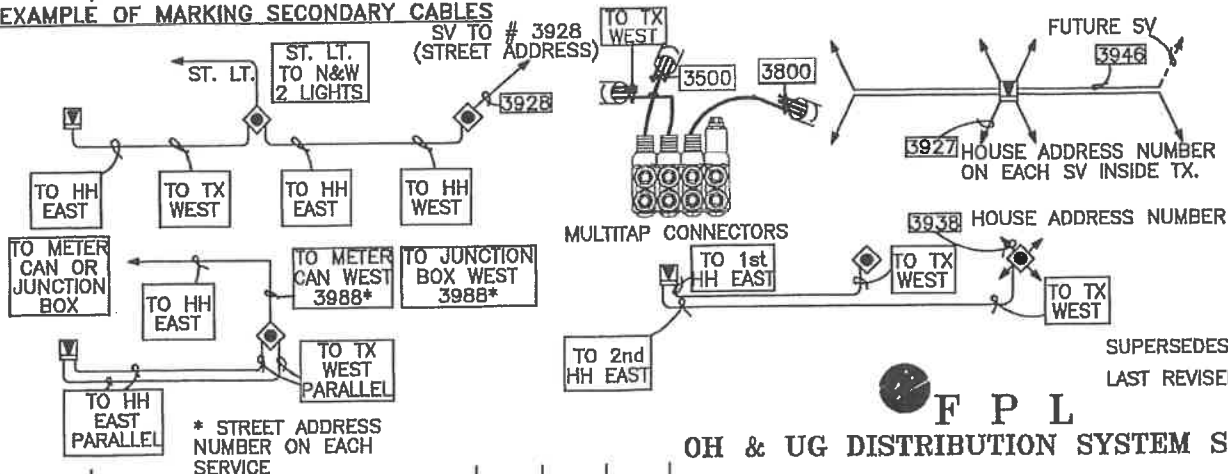 EXAMPLE OF MARKING SECONDARY CABLES
SV TO # 3928
(STREET ADDRESS)
ST. LT.
ST. LT.
TO N&W
2 LIGHTS
3928
TO HH
EAST
TO TX
WEST
TO HH
EAST
TO HH
WEST
TO TX
WEST
3500
3800
MULTITAP CONNECTORS
FUTURE SV
3946
3927
HOUSE ADDRESS NUMBER
ON EACH SV INSIDE TX.
TO METER
CAN OR
JUNCTION
BOX
TO HH
EAST
TO METER
CAN WEST
3988*
TO JUNCTION
BOX WEST
3988*
TO HH
EAST
PARALLEL
TO TX
WEST
PARALLEL
* STREET ADDRESS
NUMBER ON EACH
SERVICE
3938
HOUSE ADDRESS NUMBER
TO 1st
HH EAST
TO TX
WEST
TO TX
WEST
TO 2nd
HH EAST
SUPERSEDES
LAST REVISE
FPL
OH & UG DISTRIBUTION SYSTEM S